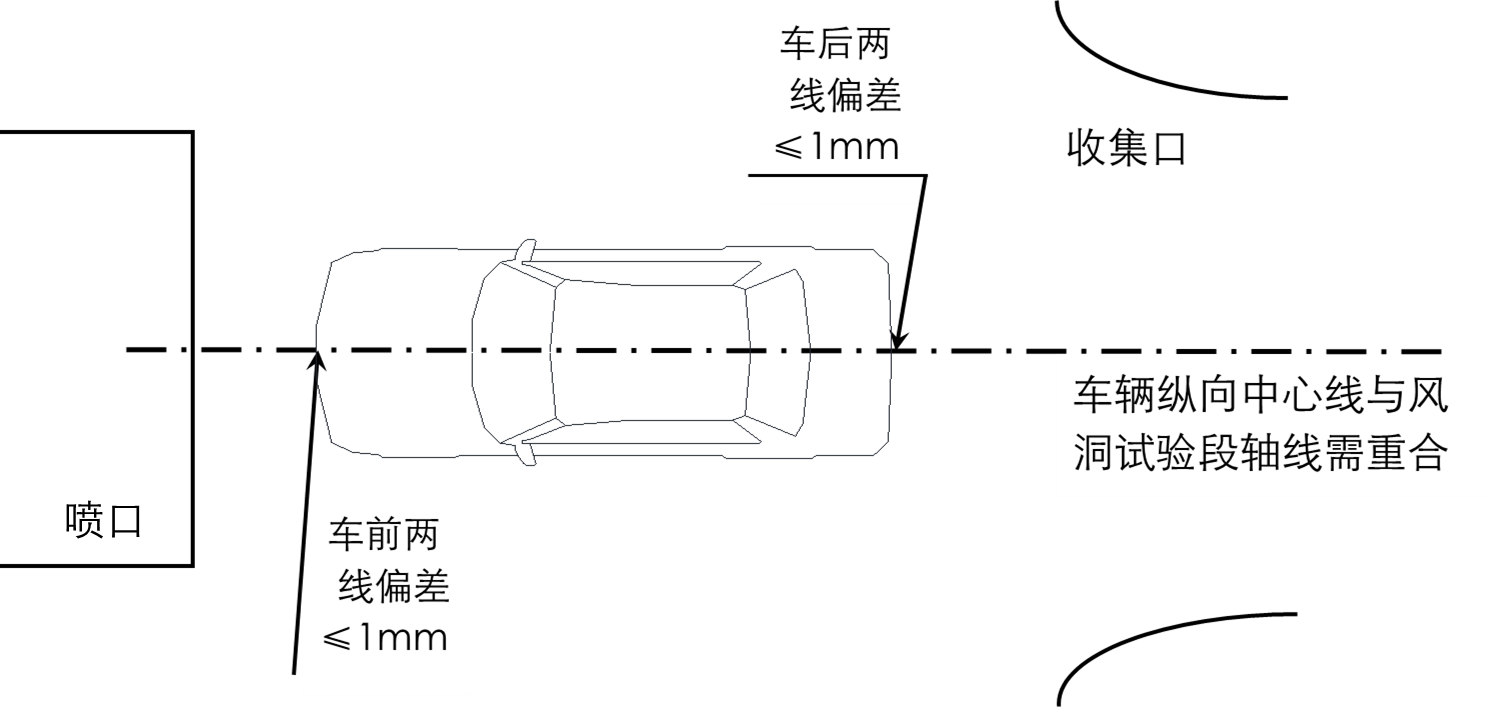 车后两
线偏差
≤1mm
收集口
车辆纵向中心线与风
洞试验段轴线需重合
喷口
车前两
线偏差
≤1mm